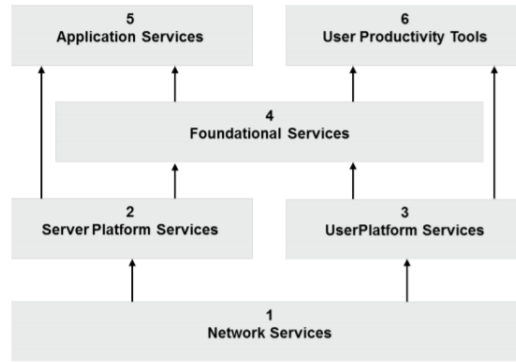 5
Application Services
6
User Productivity Tools
4
Foundational Services
2
Server Platform Services
3
UserPlatform Services
1
Network Services